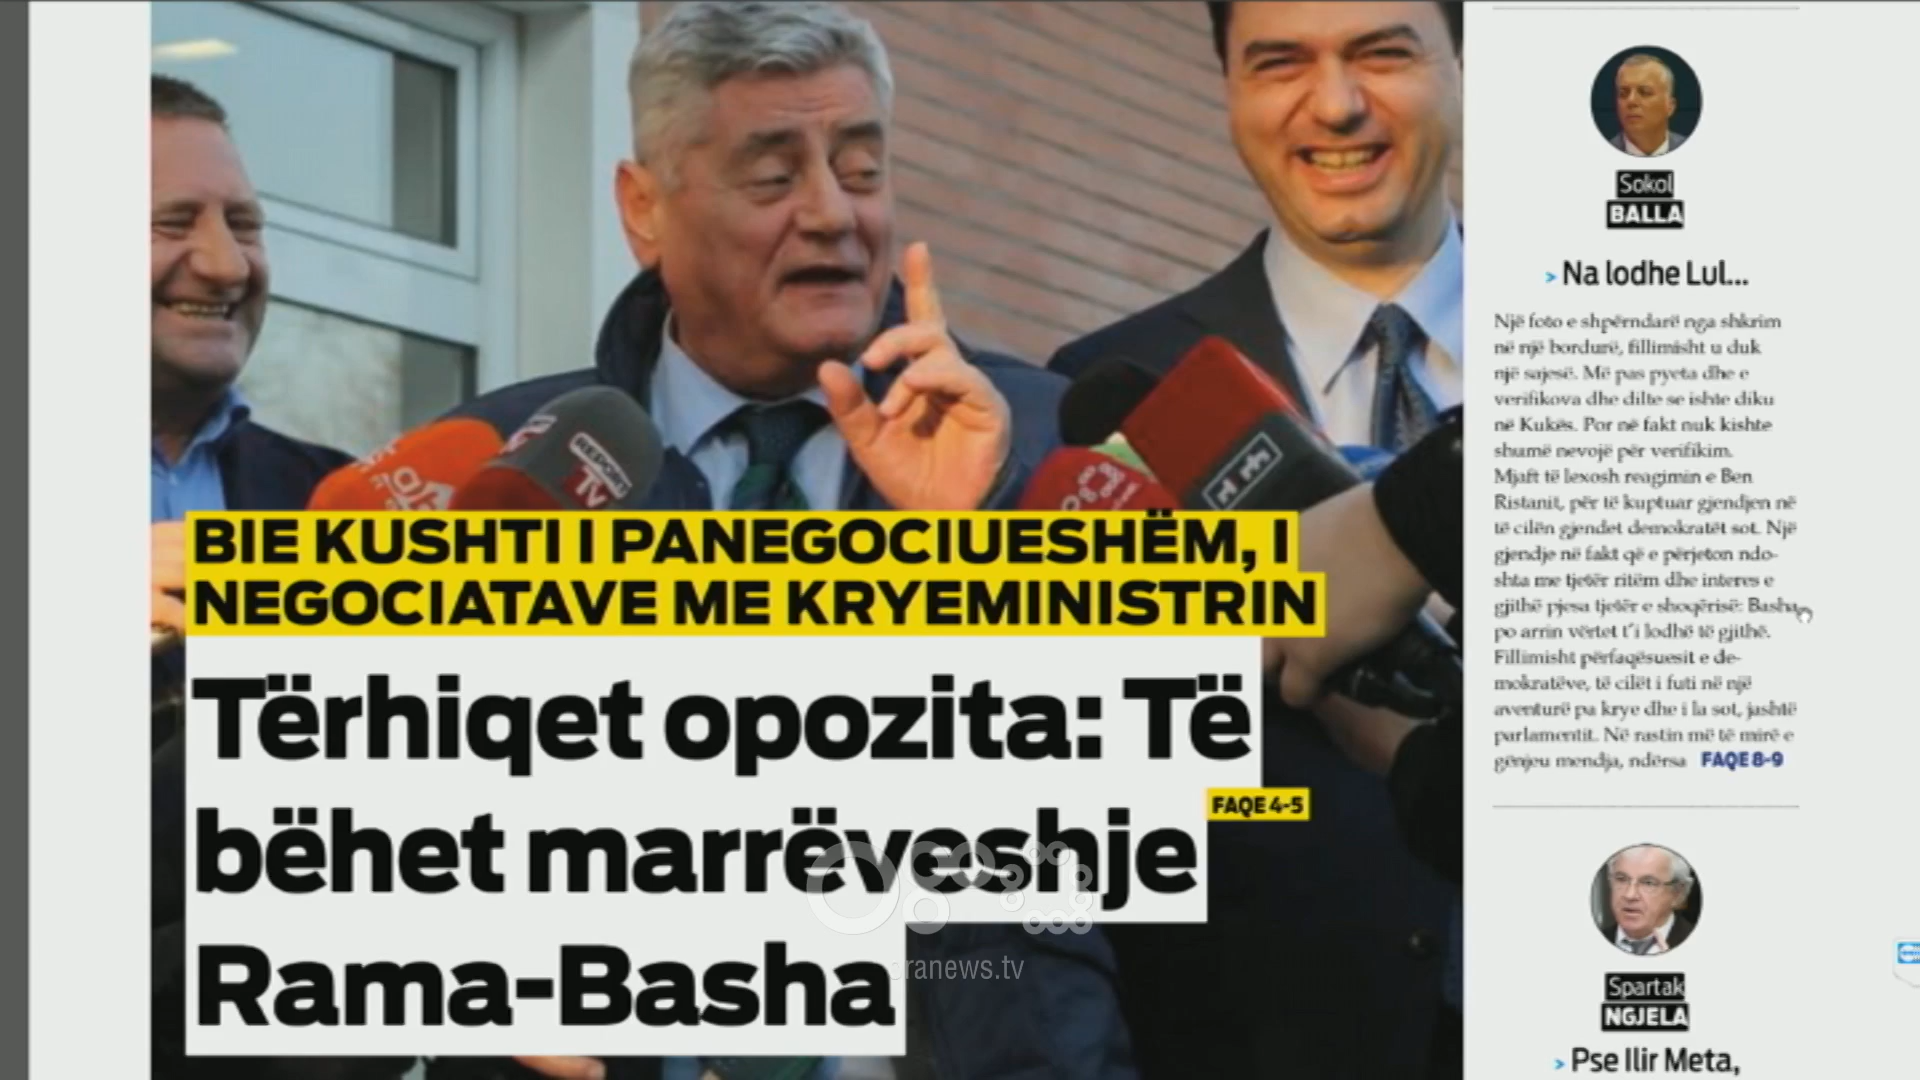 REPORT
TV
BIE KUSHTI I PANEGOCIUESHËM, I
NEGOCIATAVE ME KRYEMINISTRIN
Tërhiqet opozita: Të
bëhet marrëveshje
Rama-Basha
FAQE 4-5
oranews.tv
Sokol
BALLA
> Na lodhe Lul...
Një foto e shpërndarë nga shkrim
në një bordurë, fillimisht u duk
një sajesë. Më pas pyeta dhe e
verifikova dhe dilte se ishte diku
në Kukës. Por në fakt nuk kishte
shumë nevojë për verifikim.
Mjaft të lexosh reagimin e Ben
Ristanit, për të kuptuar gjendjen në
të cilën gjendet demokratët sot. Një
gjendje në fakt që e përjeton ndo-
shta me tjetër ritëm dhe interes e
gjithë pjesa tjetër e shoqërisë: Basha
po arrin vërtet t'i lodhë të gjithë.
Fillimisht përfaqësuesit e de-
mokratëve, të cilët i futi në një
aventurë pa krye dhe i la sot, jashtë
parlamentit. Në rastin më të mirë e
gënjeu mendja, ndërsa FAQE 8-9
Spartak
NGJELA
> Pse Ilir Meta,